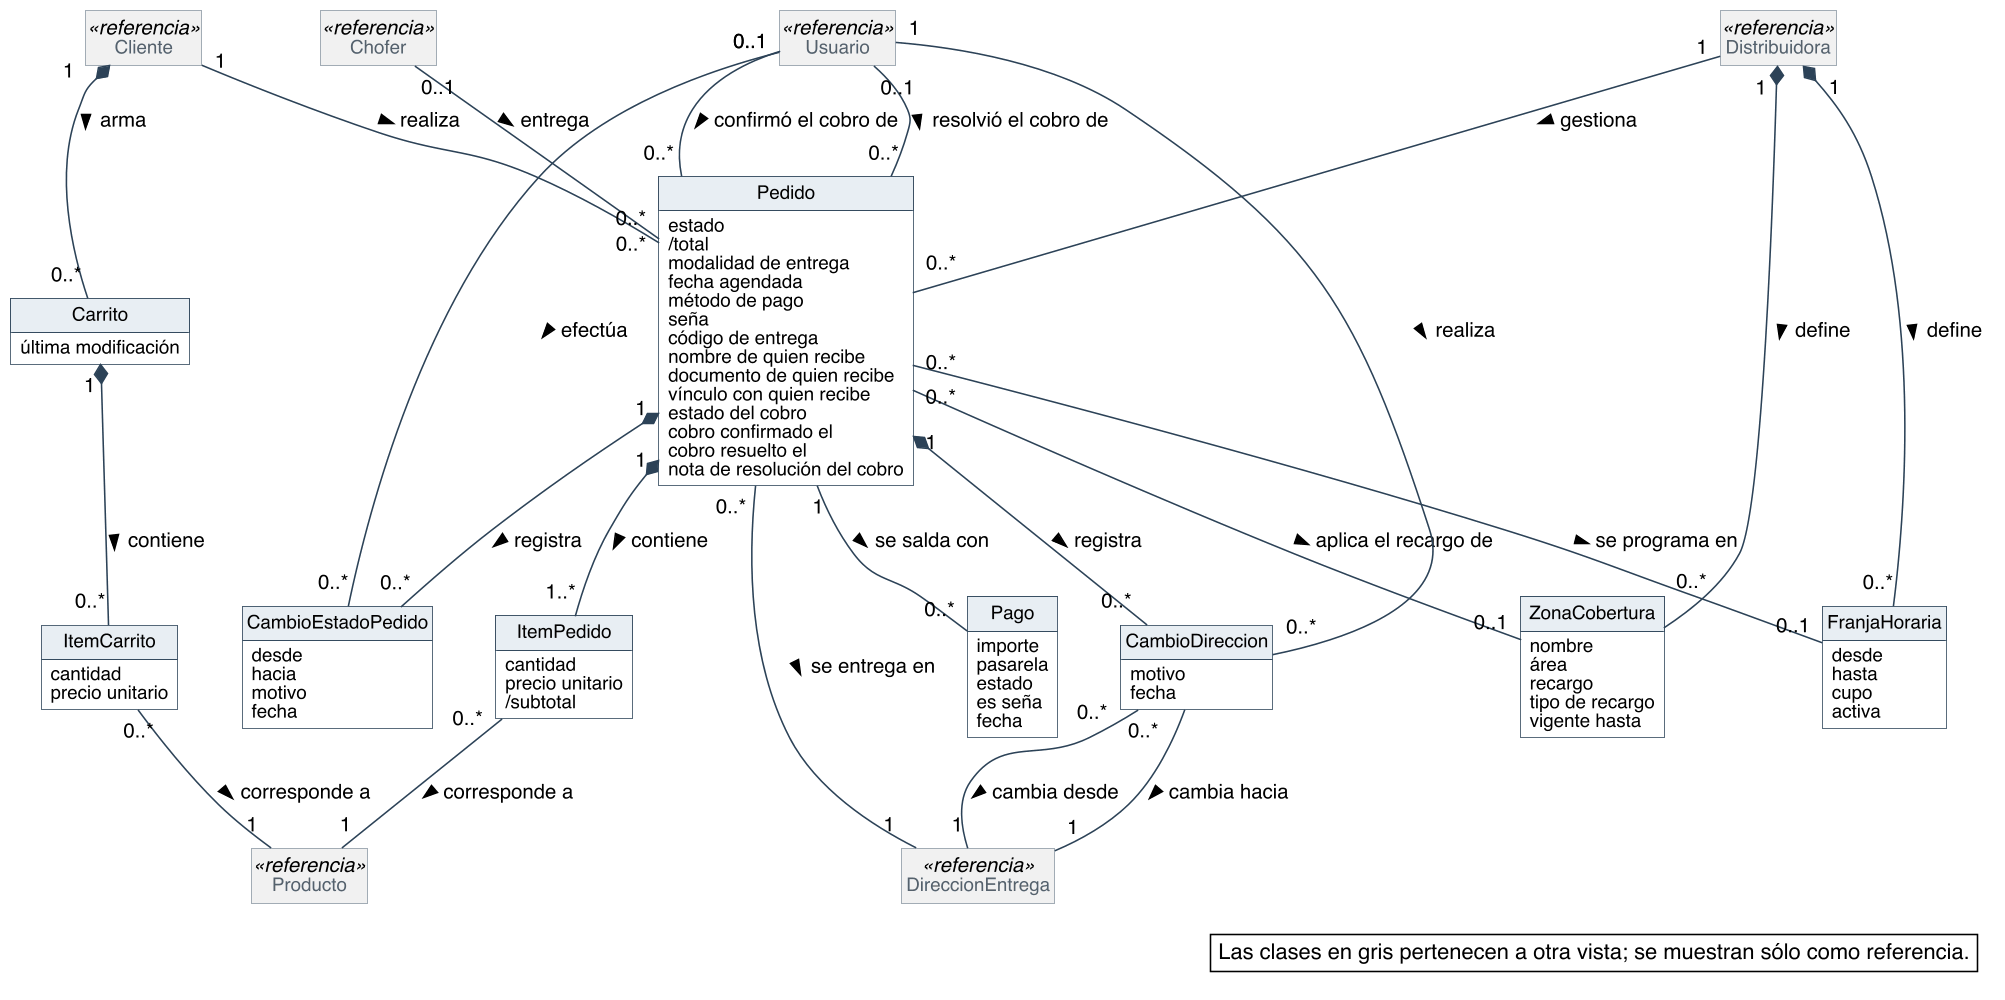 «referencia»
Cliente
«referencia»
Chofer
«referencia»
Usuario
«referencia»
Distribuidora
1
1
0..1
0..1
0..1
1
1
1
1
arma
realiza
entrega
confirmó el cobro de
resolvió el cobro de
gestiona
0..*
0..*
Pedido
estado
/total
modalidad de entrega
fecha agendada
método de pago
seña
código de entrega
nombre de quien recibe
documento de quien recibe
vínculo con quien recibe
estado del cobro
cobro confirmado el
cobro resuelto el
nota de resolución del cobro
0..*
0..*
0..*
0..*
Carrito
última modificación
1
efectúa
realiza
define
define
0..*
0..*
1
1
1
0..*
1
contiene
registra
contiene
se salda con
registra
aplica el recargo de
se programa en
0..*
0..*
0..*
1..*
0..*
0..*
0..*
0..1
0..*
0..1
0..*
ItemCarrito
cantidad
precio unitario
CambioEstadoPedido
desde
hacia
motivo
fecha
ItemPedido
cantidad
precio unitario
/subtotal
se entrega en
Pago
importe
pasarela
estado
es seña
fecha
CambioDireccion
motivo
fecha
ZonaCobertura
nombre
área
recargo
tipo de recargo
vigente hasta
FranjaHoraria
desde
hasta
cupo
activa
0..*
0..*
0..*
0..*
corresponde a
corresponde a
cambia desde
cambia hacia
1
1
1
1
1
«referencia»
Producto
«referencia»
DireccionEntrega
Las clases en gris pertenecen a otra vista; se muestran sólo como referencia.